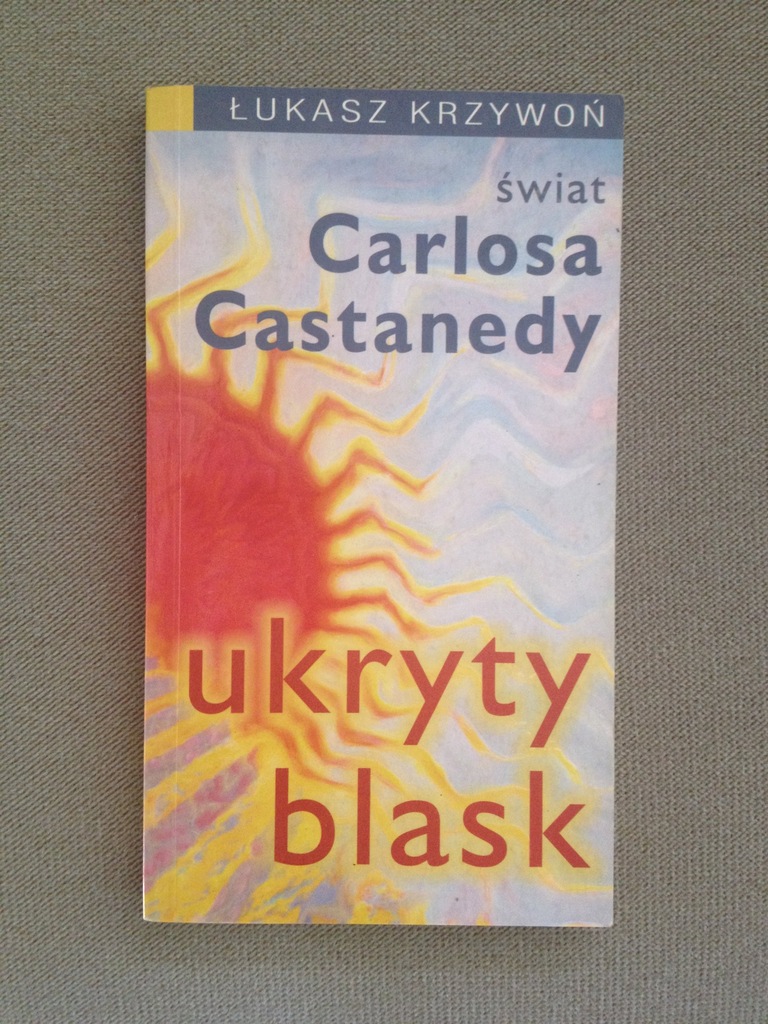 ŁUKASZ KRZYWOŃ
świat
Carlosa
Castanedy
ukryty
blask